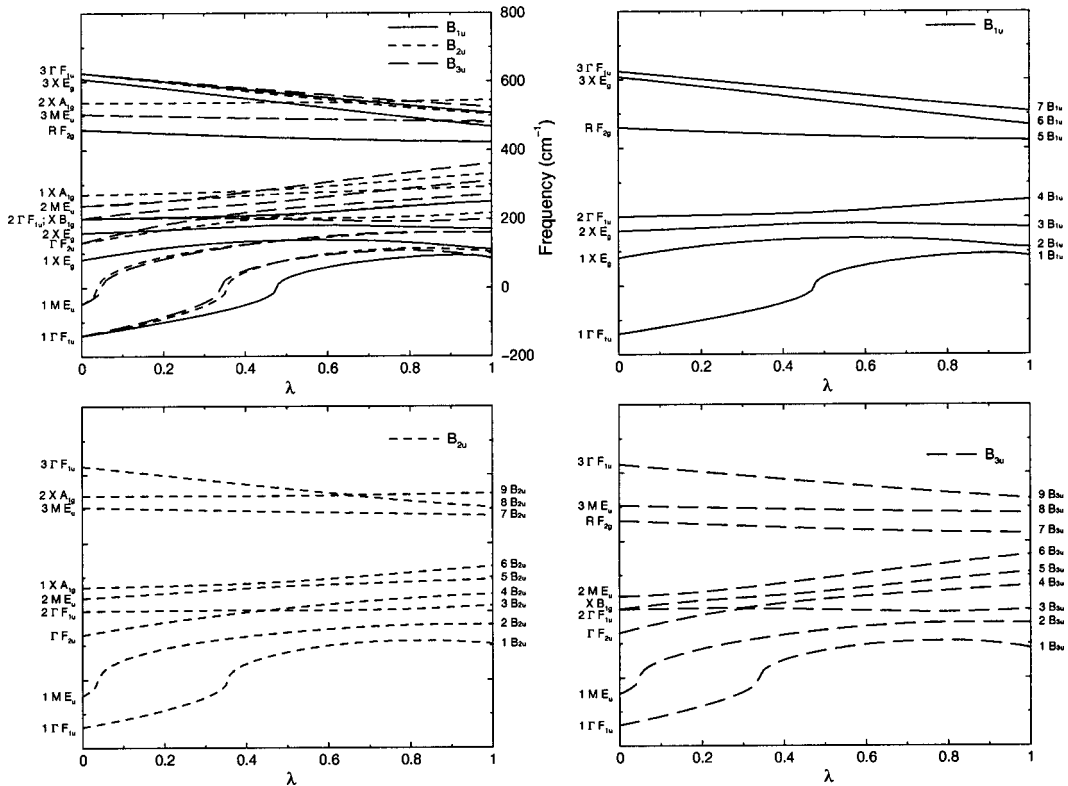 800
600
400
200
0
−200
Frequency (cm⁻¹)
B₁ᵤ
B₂ᵤ
B₃ᵤ
3 Γ F₁ᵤ
3 X E_g
2 X A₁g
3 M Eᵤ
R F₂g
1 X A₁g
2 M Eᵤ
2 Γ F₁ᵤ; X B₁g
2 X E_g
Γ F₂ᵤ
1 X E_g
1 M Eᵤ
1 Γ F₁ᵤ
0 0.2 0.4 0.6 0.8 1
λ
B₁ᵤ
3 Γ F₁ᵤ
3 X E_g
R F₂g
2 Γ F₁ᵤ
2 X E_g
1 X E_g
1 Γ F₁ᵤ
7 B₁ᵤ
6 B₁ᵤ
5 B₁ᵤ
4 B₁ᵤ
3 B₁ᵤ
2 B₁ᵤ
1 B₁ᵤ
0 0.2 0.4 0.6 0.8 1
λ
B₂ᵤ
3 Γ F₁ᵤ
2 X A₁g
3 M Eᵤ
1 X A₁g
2 M Eᵤ
2 Γ F₁ᵤ
Γ F₂ᵤ
1 M Eᵤ
1 Γ F₁ᵤ
9 B₂ᵤ
8 B₂ᵤ
7 B₂ᵤ
6 B₂ᵤ
5 B₂ᵤ
4 B₂ᵤ
3 B₂ᵤ
2 B₂ᵤ
1 B₂ᵤ
0 0.2 0.4 0.6 0.8 1
λ
B₃ᵤ
3 Γ F₁ᵤ
3 M Eᵤ
R F₂g
2 M Eᵤ
X B₁g
2 Γ F₁ᵤ
Γ F₂ᵤ
1 M Eᵤ
1 Γ F₁ᵤ
9 B₃ᵤ
8 B₃ᵤ
7 B₃ᵤ
6 B₃ᵤ
5 B₃ᵤ
4 B₃ᵤ
3 B₃ᵤ
2 B₃ᵤ
1 B₃ᵤ
0 0.2 0.4 0.6 0.8 1
λ